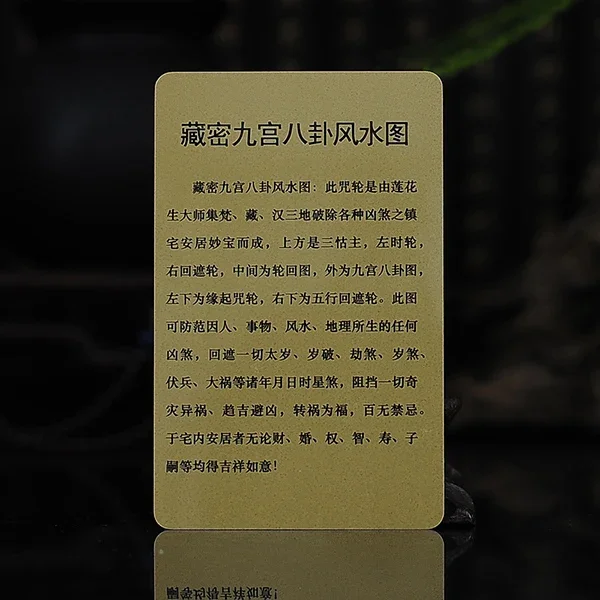 藏密九宫八卦风水图
藏密九宫八卦风水图：此咒轮是由莲花
生大师集梵、藏、汉三地破除各种凶煞之镇
宅安居妙宝而成，上方是三怙主，左时轮，
右回遮轮，中间为轮回图，外为九宫八卦图，
左下为缘起咒轮，右下为五行回遮轮。此图
可防范因人、事物、风水、地理所生的任何
凶煞，回遮一切太岁、岁破、劫煞、岁煞、
伏兵、大祸等诸年月日时星煞，阻挡一切奇
灾异祸、趋吉避凶，转祸为福，百无禁忌。
于宅内安居者无论财、婚、权、智、寿、子
嗣等均得吉祥如意！